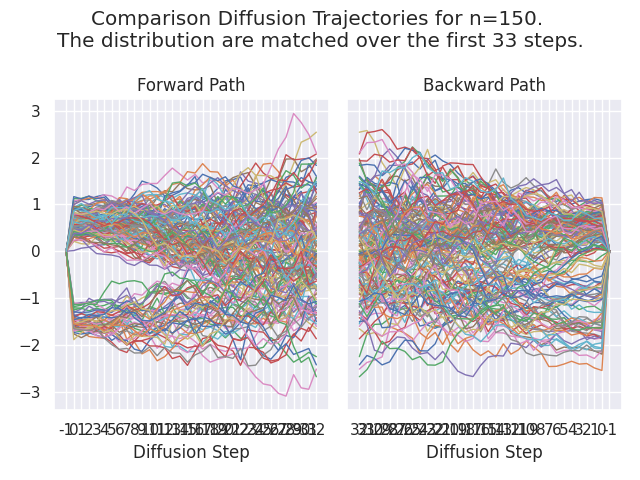 Comparison Diffusion Trajectories for n=150.
The distribution are matched over the first 33 steps.
Forward Path
Backward Path
3
2
1
0
−1
−2
−3
Diffusion Step
Diffusion Step